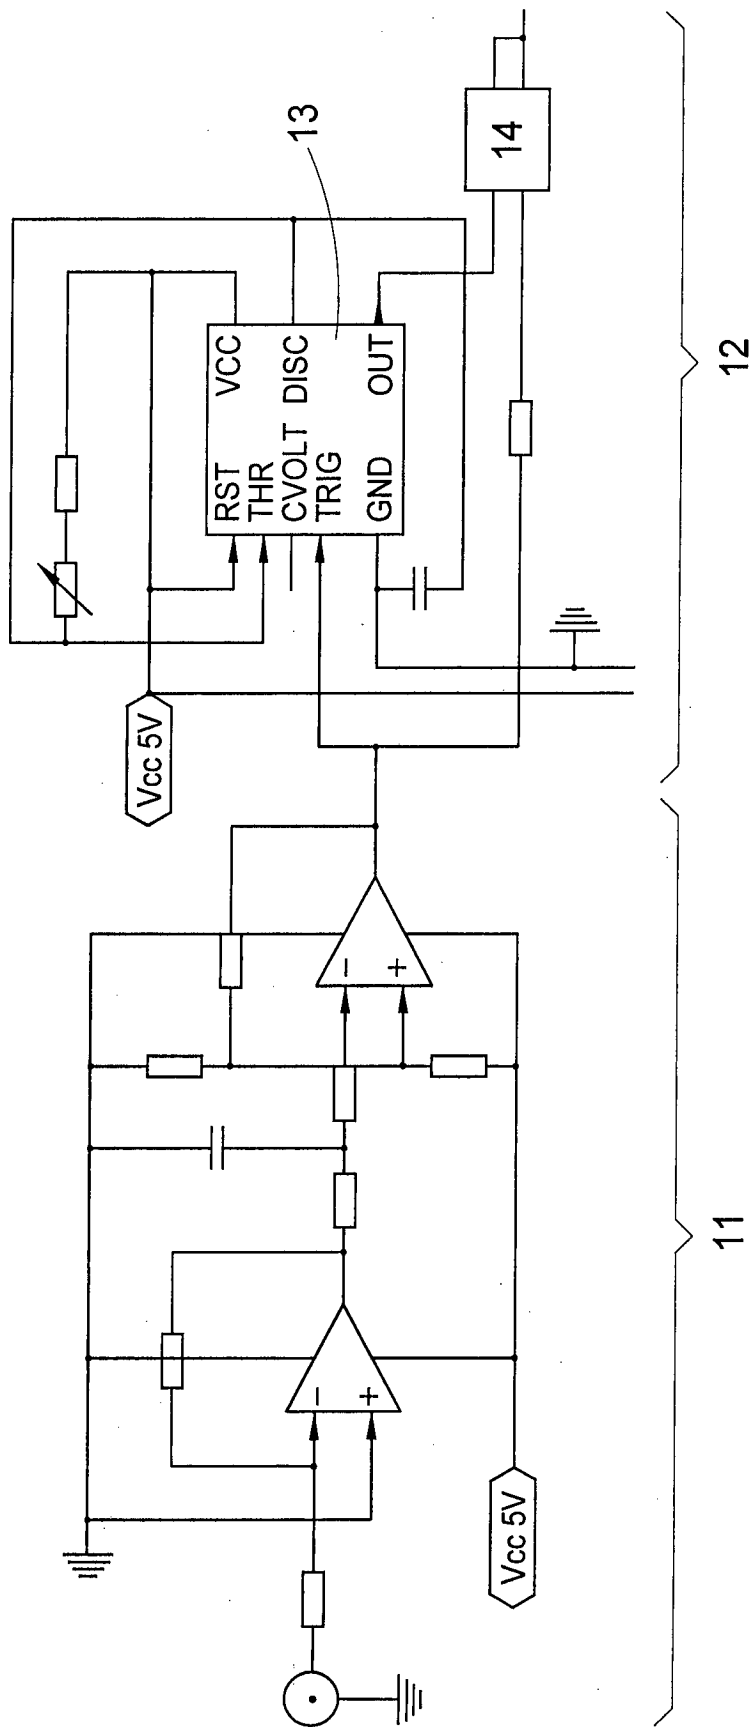 13
14
RST
VCC
THR
CVOLT
DISC
TRIG
GND
OUT
Vcc 5V
−
+
−
+
Vcc 5V
11
12